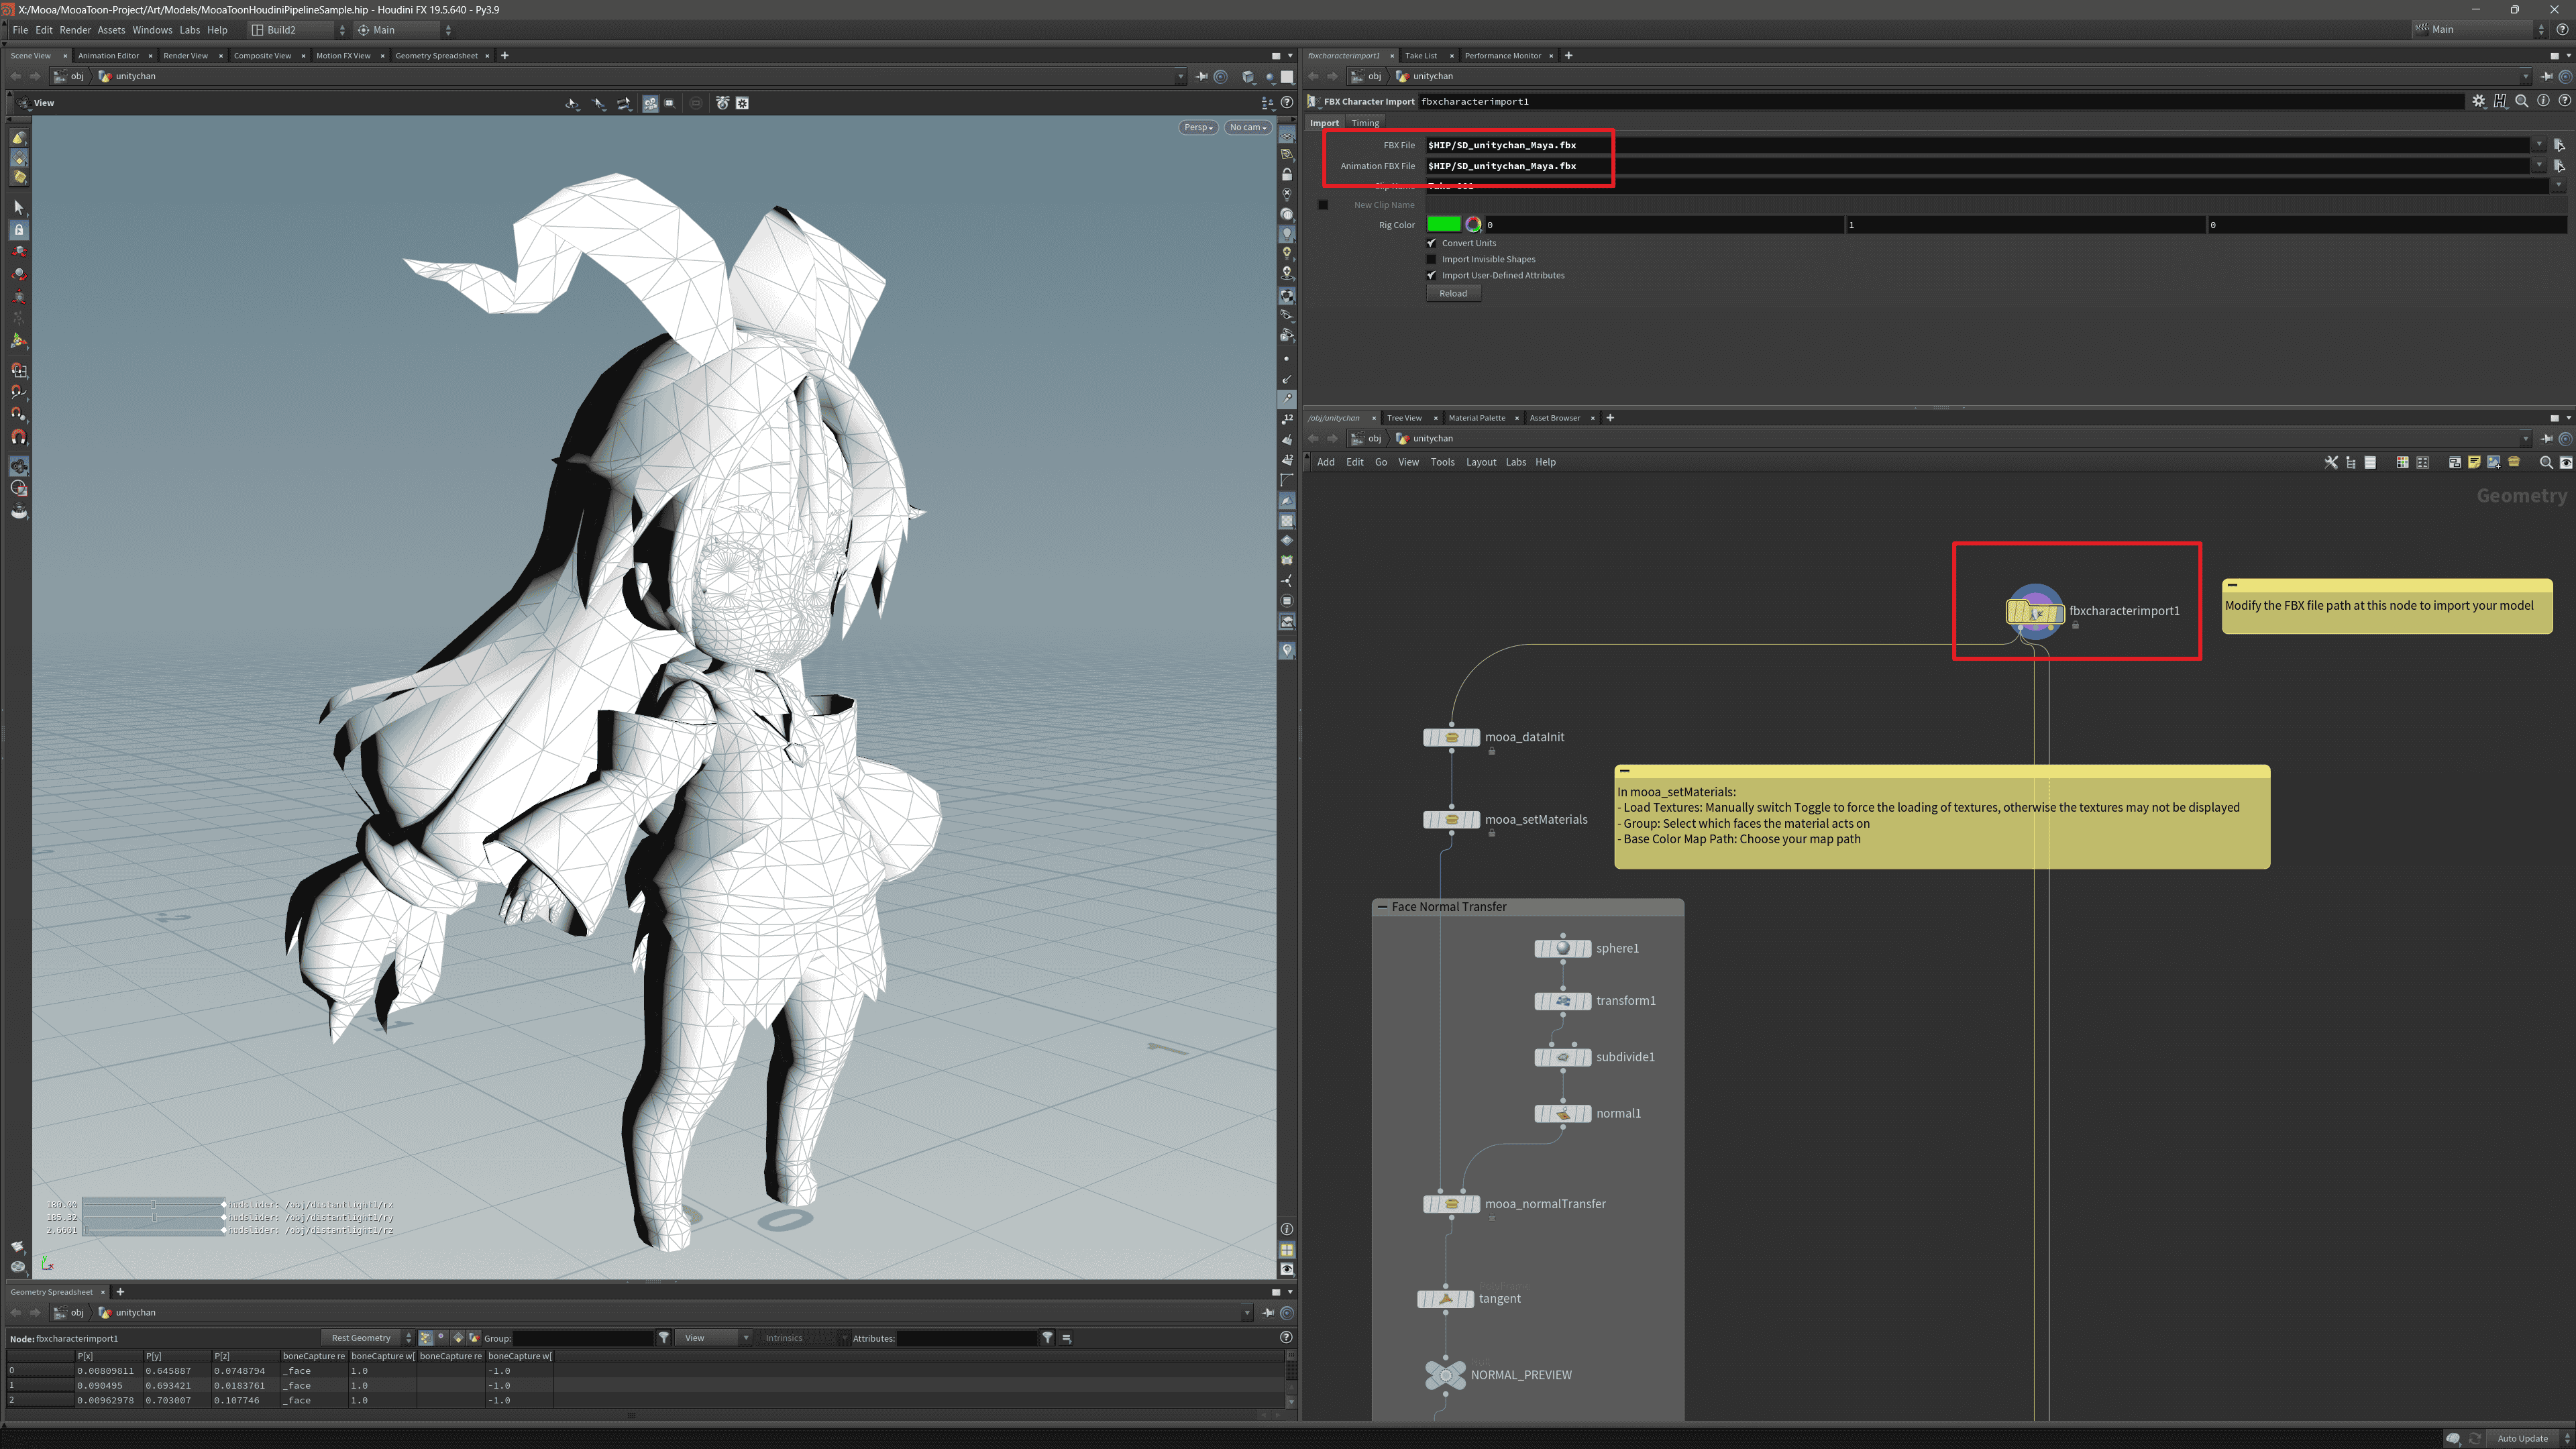 X:/Mooa/MooaToon-Project/Art/Models/MooaToonHoudiniPipelineSample.hip - Houdini FX 19.5.640 - Py3.9
File Edit Render Assets Windows Labs Help Build2 Main Main
Scene View Animation Editor Render View Composite View Motion FX View Geometry Spreadsheet
obj unitychan
View
Persp No cam
180.00 hudslider: /obj/distantlight1/rx
hudslider: /obj/distantlight1/ry
2.6601 hudslider: /obj/distantlight1/rz
Geometry Spreadsheet
obj unitychan
Node: fbxcharacterimport1 Rest Geometry Group: View Intrinsics Attributes:
P[x] P[y] P[z] boneCapture re boneCapture w[ boneCapture re boneCapture w[
0 0.00809811 0.645887 0.0748794 _face 1.0 -1.0
1 0.090495 0.693421 0.0183761 _face 1.0 -1.0
2 0.00962978 0.703007 0.107746 _face 1.0 -1.0
fbxcharacterimport1 Take List Performance Monitor
obj unitychan
FBX Character Import fbxcharacterimport1
Import Timing
FBX File $HIP/SD_unitychan_Maya.fbx
Animation FBX File $HIP/SD_unitychan_Maya.fbx
Clip Name Take 001
New Clip Name
Rig Color 0 1 0
Convert Units
Import Invisible Shapes
Import User-Defined Attributes
Reload
/obj/unitychan Tree View Material Palette Asset Browser
obj unitychan
Add Edit Go View Tools Layout Labs Help
Geometry
fbxcharacterimport1
Modify the FBX file path at this node to import your model
mooa_dataInit
In mooa_setMaterials:
- Load Textures: Manually switch Toggle to force the loading of textures, otherwise the textures may not be displayed
- Group: Select which faces the material acts on
- Base Color Map Path: Choose your map path
mooa_setMaterials
Face Normal Transfer
sphere1
transform1
subdivide1
normal1
mooa_normalTransfer
tangent
NORMAL_PREVIEW
Auto Update